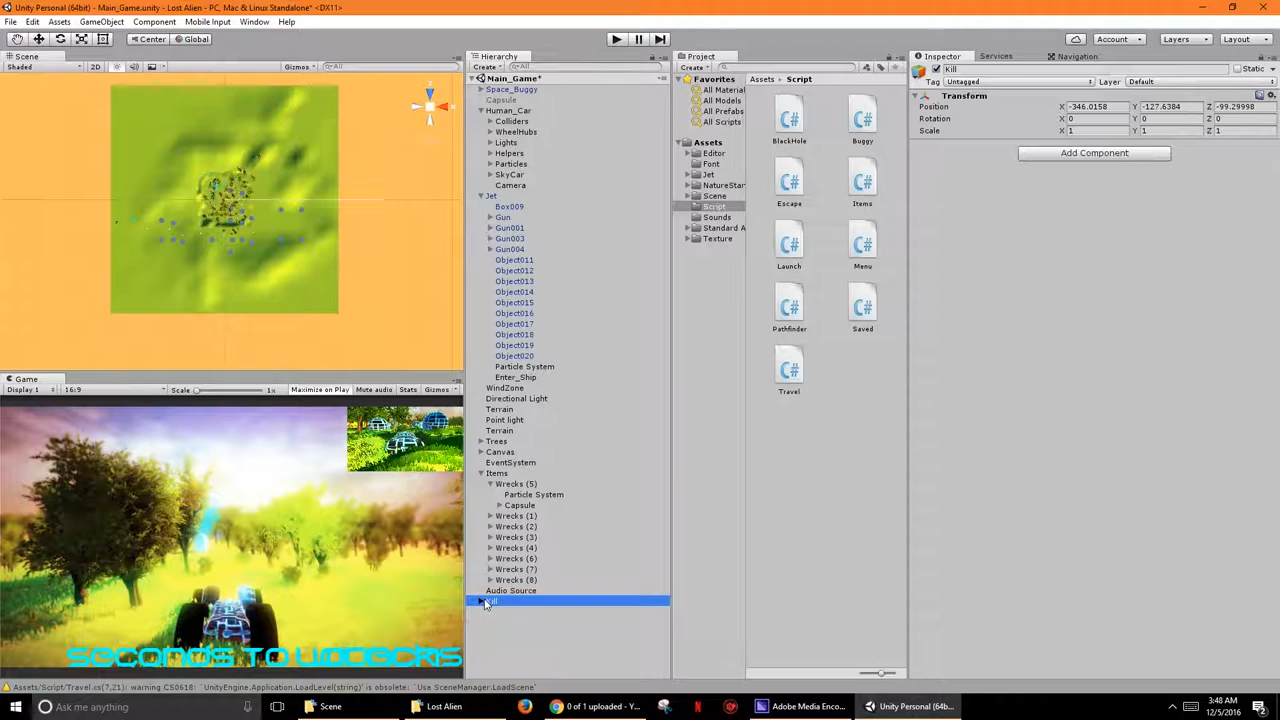 Unity Personal (64bit) - Main_Game.unity - Lost Alien - PC, Mac & Linux Standalone* <DX11>
File Edit Assets GameObject Component Mobile Input Window Help
Center Global Account Layers Layout
Scene
Shaded 2D Gizmos All
Hierarchy
Create All
Main_Game*
Space_Buggy
Capsule
Human_Car
Colliders
WheelHubs
Lights
Helpers
Particles
SkyCar
Camera
Jet
Box009
Gun
Gun001
Gun003
Gun004
Object011
Object012
Object013
Object014
Object015
Object016
Object017
Object018
Object019
Object020
Particle System
Enter_Ship
WindZone
Directional Light
Terrain
Point light
Terrain
Trees
Canvas
EventSystem
Items
Wrecks (5)
Particle System
Capsule
Wrecks (1)
Wrecks (2)
Wrecks (3)
Wrecks (4)
Wrecks (6)
Wrecks (7)
Wrecks (8)
Audio Source
Kill
Project
Create
Favorites
All Material
All Models
All Prefabs
All Scripts
Assets
Editor
Font
Jet
NatureStar
Scene
Script
Sounds
Standard A
Texture
Assets Script
BlackHole Buggy
Escape Items
Launch Menu
Pathfinder Saved
Travel
Inspector Services Navigation
Kill Static
Tag Untagged Layer Default
Transform
Position X -346.0158 Y -127.6384 Z -99.29998
Rotation X 0 Y 0 Z 0
Scale X 1 Y 1 Z 1
Add Component
Game
Display 1 16:9 Scale 1x Maximize on Play Mute audio Stats Gizmos
Assets/Script/Travel.cs(7,21): warning CS0618: `UnityEngine.Application.LoadLevel(string)' is obsolete: `Use SceneManager.LoadScene'
Ask me anything Scene Lost Alien 0 of 1 uploaded - Y... Adobe Media Enco... Unity Personal (64b...
3:48 AM
12/5/2016